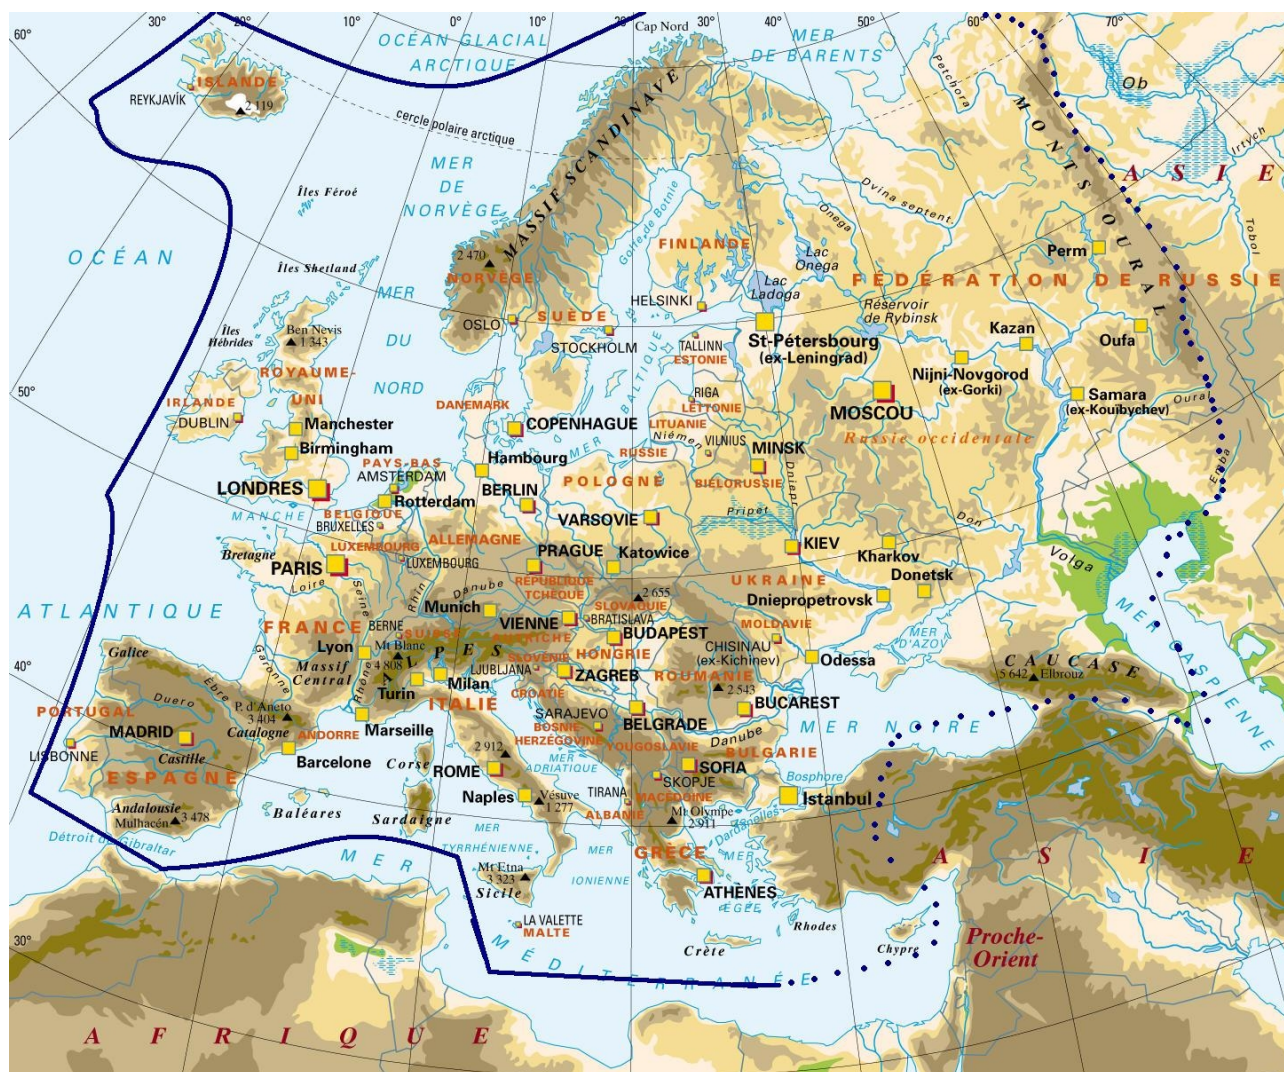 60°
30°
20°
10°
0°
10°
20°
30°
40°
60°
70°
Cap Nord
OCÉAN GLACIAL
ARCTIQUE
MER
DE BARENTS
Petchora
Ob
Irtych
ISLANDE
REYKJAVÍK
2 119
cercle polaire arctique
MASSIF SCANDINAVE
MONTS OURAL
ASIE
Tobol
MER
DE
NORVÈGE
Îles Féroé
Golfe de Botnie
Dvina septent.
Onega
OCÉAN
Îles Shetland
2 470
NORVÈGE
FINLANDE
Lac
Onega
Lac
Ladoga
Perm
FÉDÉRATION DE RUSSIE
MER
DU
NORD
Îles
Hébrides
Ben Nevis
1 343
OSLO
SUÈDE
STOCKHOLM
HELSINKI
TALLINN
ESTONIE
St-Pétersbourg
(ex-Leningrad)
Réservoir
de Rybinsk
Kazan
Oufa
Nijni-Novgorod
(ex-Gorki)
Samara
(ex-Kouïbychev)
Oural
50°
ROYAUME-
UNI
IRLANDE
DUBLIN
Manchester
Birmingham
DANEMARK
COPENHAGUE
MER BALTIQUE
RIGA
LETTONIE
LITUANIE
Niémen
VILNIUS
RUSSIE
MINSK
BIÉLORUSSIE
Dniepr
MOSCOU
Russie occidentale
Emba
LONDRES
PAYS-BAS
AMSTERDAM
Rotterdam
Hambourg
BERLIN
POLOGNE
VARSOVIE
Pripet
Don
MANCHE
BELGIQUE
BRUXELLES
LUXEMBOURG
LUXEMBOURG
ALLEMAGNE
PRAGUE
Katowice
KIEV
Kharkov
Volga
Bretagne
PARIS
Loire
Seine
Rhin
Danube
RÉPUBLIQUE
TCHÈQUE
2 655
SLOVAQUIE
BRATISLAVA
UKRAINE
Donetsk
Dniepropetrovsk
ATLANTIQUE
FRANCE
BERNE
SUISSE
Munich
VIENNE
AUTRICHE
BUDAPEST
HONGRIE
MOLDAVIE
CHISINAU
(ex-Kichinev)
Odessa
MER
D'AZOV
MER CASPIENNE
Galice
Garonne
Lyon
Massif
Central
Mt Blanc
4 808
ALPES
Rhône
Turin
Milan
ITALIE
LJUBLJANA
SLOVÉNIE
ZAGREB
CROATIE
ROUMANIE
2 543
BUCAREST
CAUCASE
5 642
Elbrouz
40°
PORTUGAL
LISBONNE
Duero
Ebre
MADRID
Castille
ESPAGNE
P. d'Aneto
3 404
Catalogne
ANDORRE
Barcelone
Marseille
Corse
2 912
ROME
MER
ADRIATIQUE
SARAJEVO
BOSNIE-
HERZÉGOVINE
BELGRADE
YOUGOSLAVIE
Danube
BULGARIE
SOFIA
MER NOIRE
Bosphore
Istanbul
Andalousie
Mulhacén
3 478
Baléares
Sardaigne
Naples
Vésuve
1 277
TIRANA
ALBANIE
SKOPJE
MACÉDOINE
Mt Olympe
2 911
Dardanelles
Détroit de Gibraltar
MER
MER
TYRRHÉNIENNE
MER
IONIENNE
GRÈCE
MER
ÉGÉE
ATHÈNES
ASIE
Mt Etna
3 323
Sicile
LA VALETTE
MALTE
Rhodes
Crète
Chypre
Proche-
Orient
MÉDITERRANÉE
30°
AFRIQUE